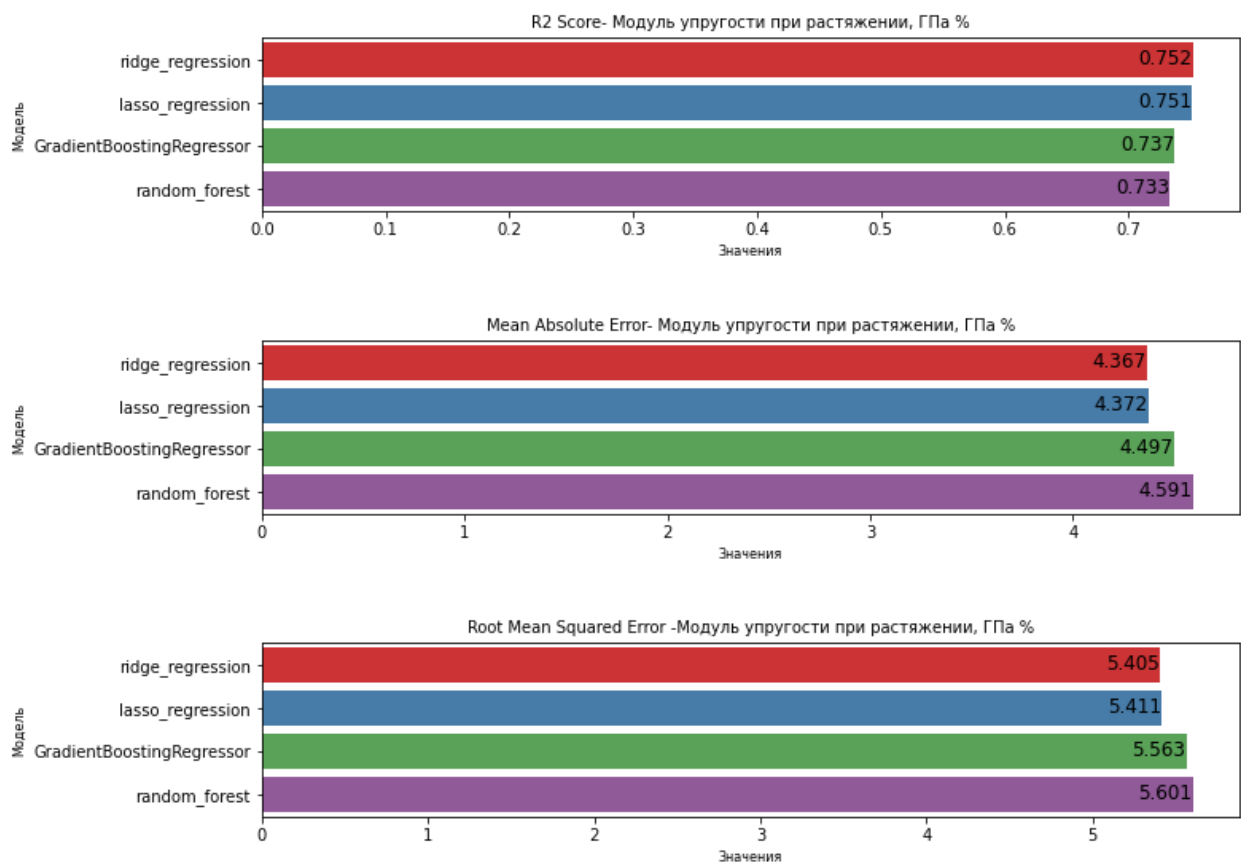 R2 Score- Модуль упругости при растяжении, ГПа %
Модель
ridge_regression 0.752
lasso_regression 0.751
GradientBoostingRegressor 0.737
random_forest 0.733
0.0 0.1 0.2 0.3 0.4 0.5 0.6 0.7
Значения
Mean Absolute Error- Модуль упругости при растяжении, ГПа %
Модель
ridge_regression 4.367
lasso_regression 4.372
GradientBoostingRegressor 4.497
random_forest 4.591
0 1 2 3 4
Значения
Root Mean Squared Error -Модуль упругости при растяжении, ГПа %
Модель
ridge_regression 5.405
lasso_regression 5.411
GradientBoostingRegressor 5.563
random_forest 5.601
0 1 2 3 4 5
Значения